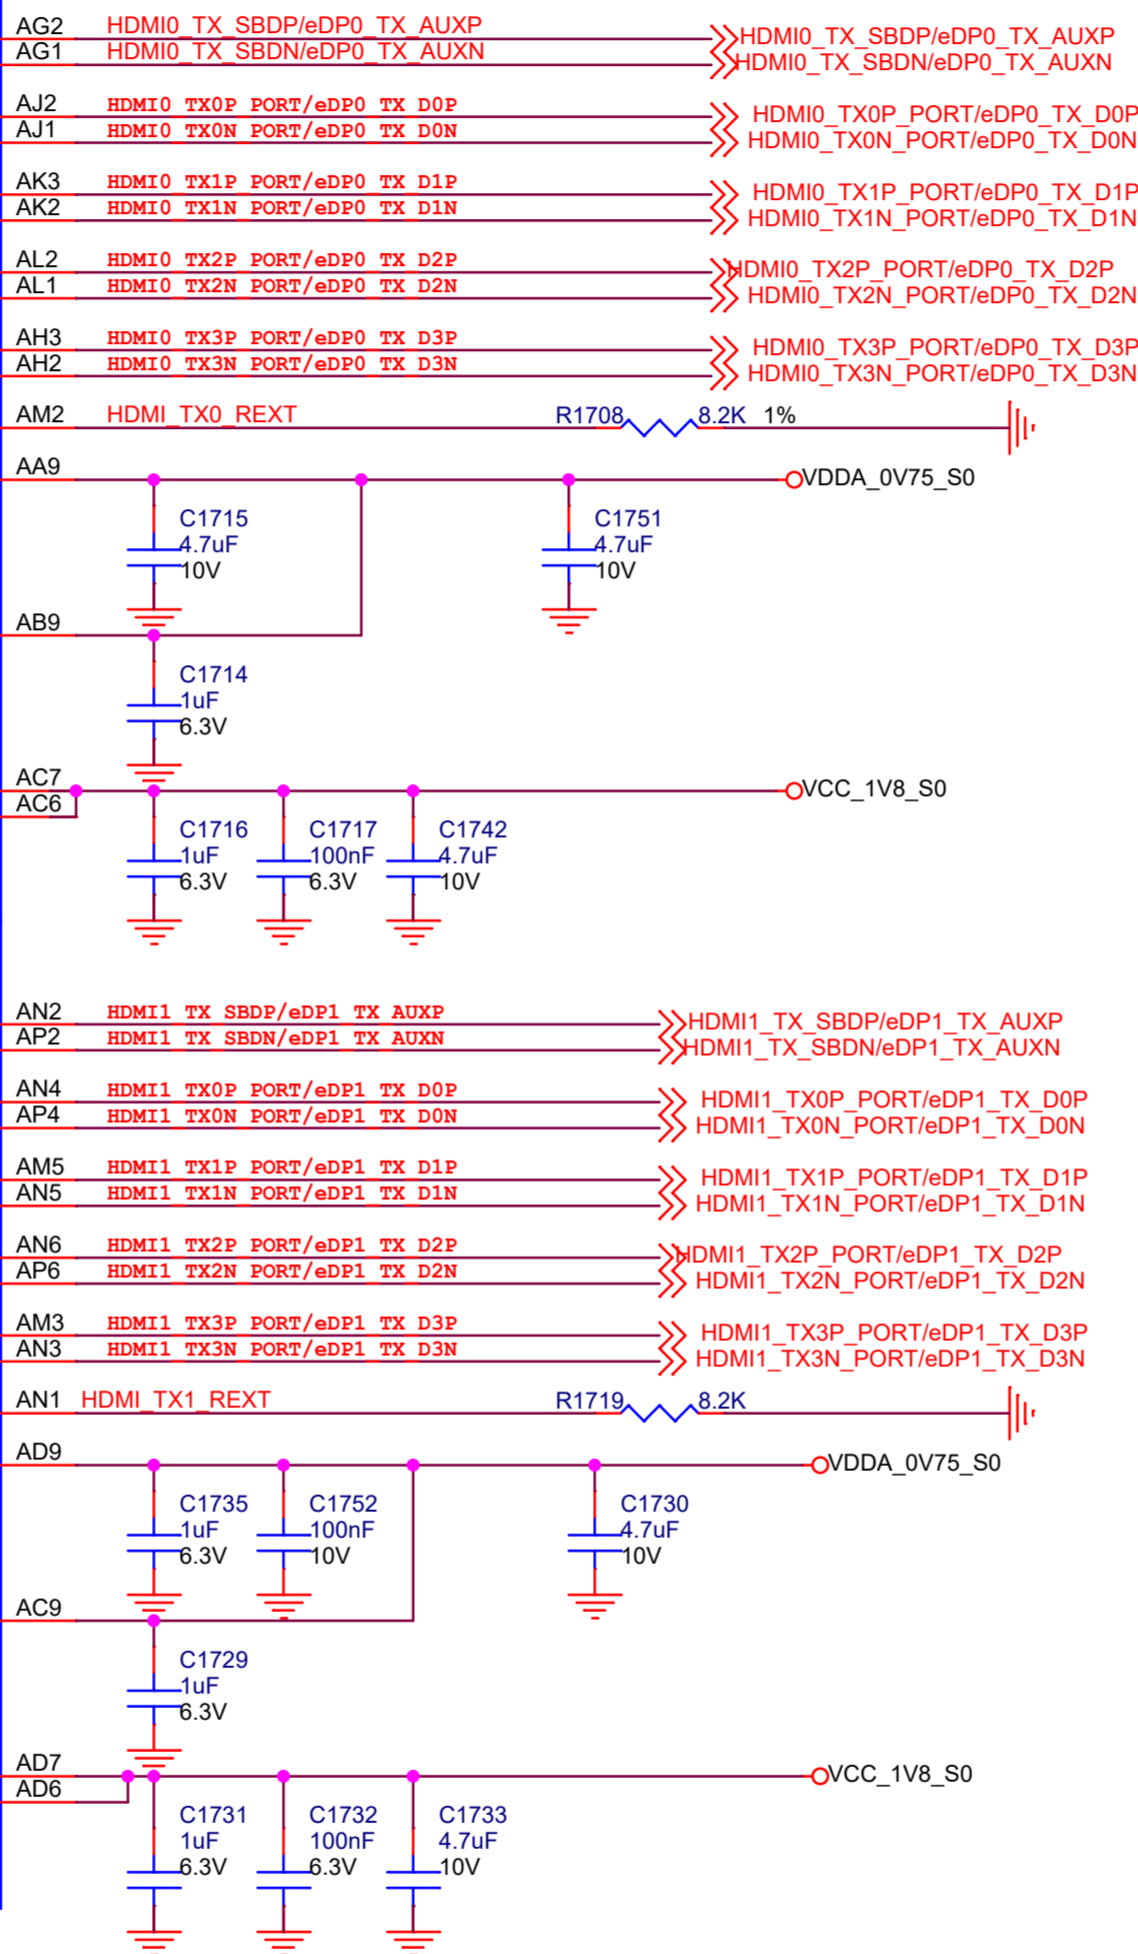 AG2 HDMI0_TX_SBDP/eDP0_TX_AUXP HDMI0_TX_SBDP/eDP0_TX_AUXP
AG1 HDMI0_TX_SBDN/eDP0_TX_AUXN HDMI0_TX_SBDN/eDP0_TX_AUXN
AJ2 HDMI0_TX0P_PORT/eDP0_TX_D0P HDMI0_TX0P_PORT/eDP0_TX_D0P
AJ1 HDMI0_TX0N_PORT/eDP0_TX_D0N HDMI0_TX0N_PORT/eDP0_TX_D0N
AK3 HDMI0_TX1P_PORT/eDP0_TX_D1P HDMI0_TX1P_PORT/eDP0_TX_D1P
AK2 HDMI0_TX1N_PORT/eDP0_TX_D1N HDMI0_TX1N_PORT/eDP0_TX_D1N
AL2 HDMI0_TX2P_PORT/eDP0_TX_D2P HDMI0_TX2P_PORT/eDP0_TX_D2P
AL1 HDMI0_TX2N_PORT/eDP0_TX_D2N HDMI0_TX2N_PORT/eDP0_TX_D2N
AH3 HDMI0_TX3P_PORT/eDP0_TX_D3P HDMI0_TX3P_PORT/eDP0_TX_D3P
AH2 HDMI0_TX3N_PORT/eDP0_TX_D3N HDMI0_TX3N_PORT/eDP0_TX_D3N
AM2 HDMI_TX0_REXT R1708 8.2K 1%
AA9 VDDA_0V75_S0
C1715 C1751
4.7uF 4.7uF
10V 10V
AB9
C1714
1uF
6.3V
AC7 VCC_1V8_S0
AC6
C1716 C1717 C1742
1uF 100nF 4.7uF
6.3V 6.3V 10V
AN2 HDMI1_TX_SBDP/eDP1_TX_AUXP HDMI1_TX_SBDP/eDP1_TX_AUXP
AP2 HDMI1_TX_SBDN/eDP1_TX_AUXN HDMI1_TX_SBDN/eDP1_TX_AUXN
AN4 HDMI1_TX0P_PORT/eDP1_TX_D0P HDMI1_TX0P_PORT/eDP1_TX_D0P
AP4 HDMI1_TX0N_PORT/eDP1_TX_D0N HDMI1_TX0N_PORT/eDP1_TX_D0N
AM5 HDMI1_TX1P_PORT/eDP1_TX_D1P HDMI1_TX1P_PORT/eDP1_TX_D1P
AN5 HDMI1_TX1N_PORT/eDP1_TX_D1N HDMI1_TX1N_PORT/eDP1_TX_D1N
AN6 HDMI1_TX2P_PORT/eDP1_TX_D2P HDMI1_TX2P_PORT/eDP1_TX_D2P
AP6 HDMI1_TX2N_PORT/eDP1_TX_D2N HDMI1_TX2N_PORT/eDP1_TX_D2N
AM3 HDMI1_TX3P_PORT/eDP1_TX_D3P HDMI1_TX3P_PORT/eDP1_TX_D3P
AN3 HDMI1_TX3N_PORT/eDP1_TX_D3N HDMI1_TX3N_PORT/eDP1_TX_D3N
AN1 HDMI_TX1_REXT R1719 8.2K
AD9 VDDA_0V75_S0
C1735 C1752 C1730
1uF 100nF 4.7uF
6.3V 10V 10V
AC9
C1729
1uF
6.3V
AD7 VCC_1V8_S0
AD6
C1731 C1732 C1733
1uF 100nF 4.7uF
6.3V 6.3V 10V